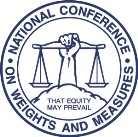 • NATIONAL CONFERENCE •
ON WEIGHTS AND MEASURES
THAT EQUITY
MAY PREVAIL